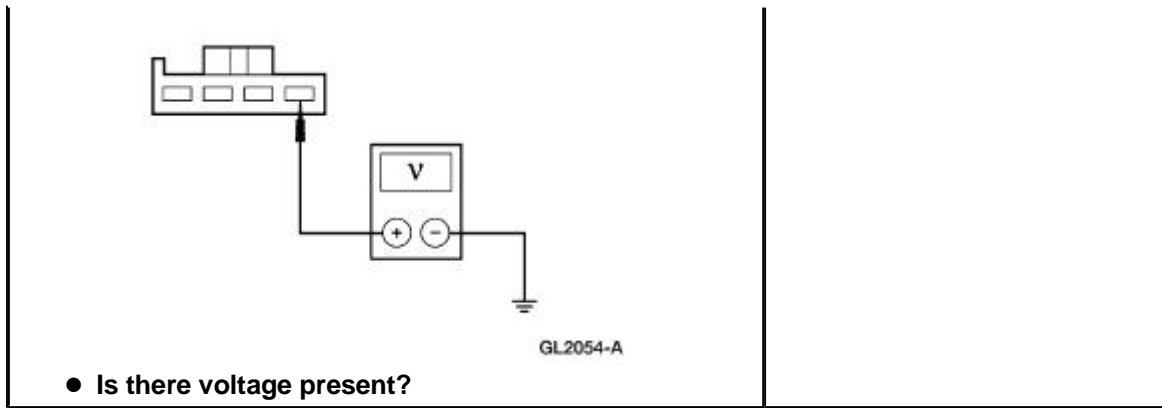 V
+ −
GL2054-A
● Is there voltage present?